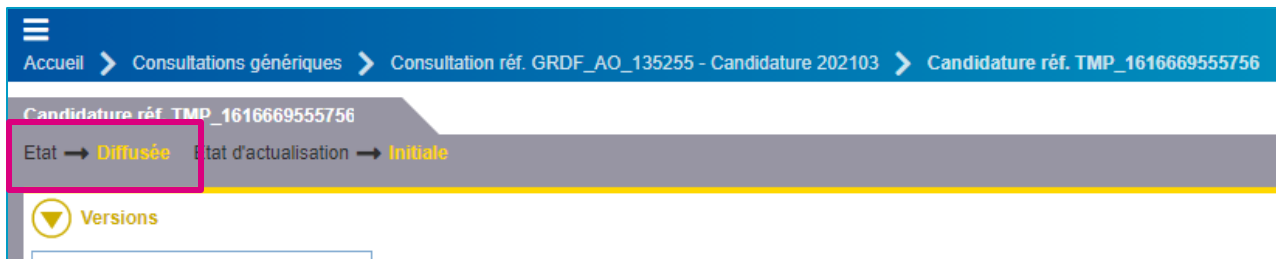 Accueil Consultations génériques Consultation réf. GRDF_AO_135255 - Candidature 202103 Candidature réf. TMP_1616669555756
Candidature réf. TMP_1616669555756
Etat → Diffusée Etat d'actualisation → Initiale
Versions